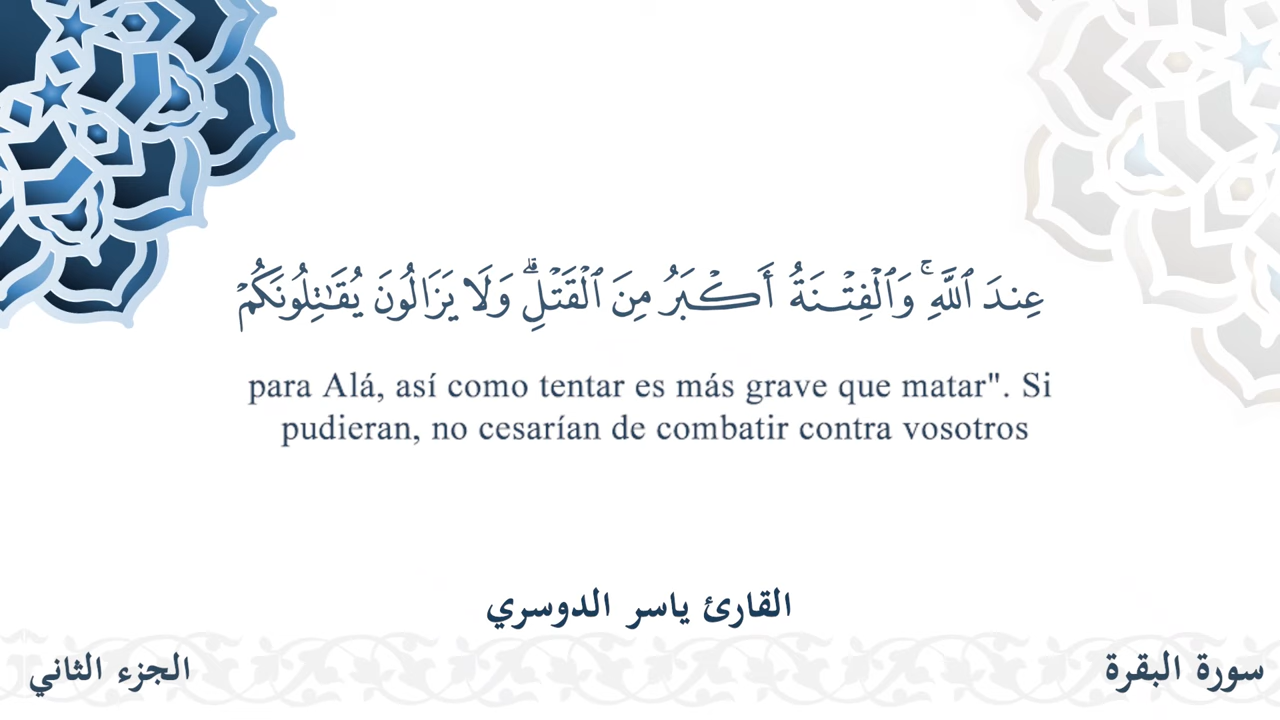 عِندَ ٱللَّهِۚ وَٱلْفِتْنَةُ أَكْبَرُ مِنَ ٱلْقَتْلِۗ وَلَا يَزَالُونَ يُقَٰتِلُونَكُمْ
para Alá, así como tentar es más grave que matar". Si
pudieran, no cesarían de combatir contra vosotros
القارئ ياسر الدوسري
سورة البقرة
الجزء الثاني